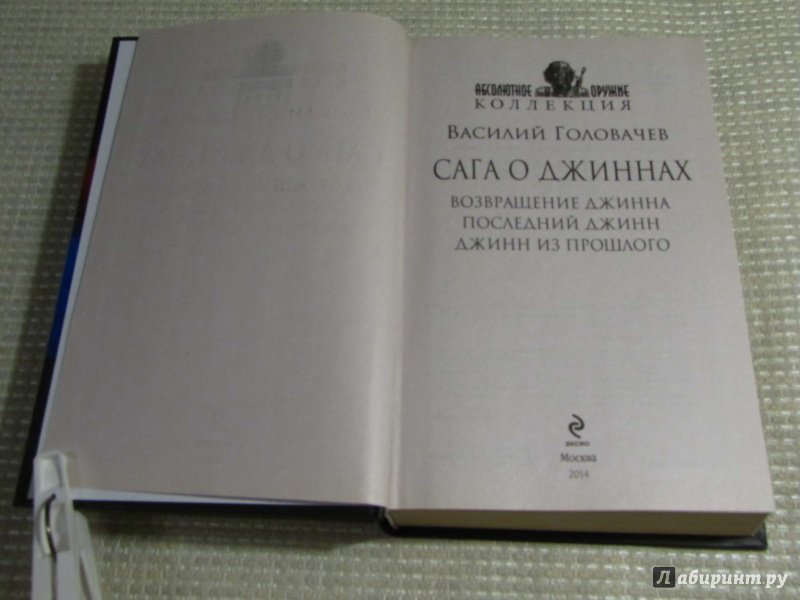 АБСОЛЮТНОЕ ОРУЖИЕ
КОЛЛЕКЦИЯ
ВАСИЛИЙ ГОЛОВАЧЕВ
САГА О ДЖИННАХ
ВОЗВРАЩЕНИЕ ДЖИННА
ПОСЛЕДНИЙ ДЖИНН
ДЖИНН ИЗ ПРОШЛОГО
ЭКСМО
Москва
2014
Лабиринт.ру